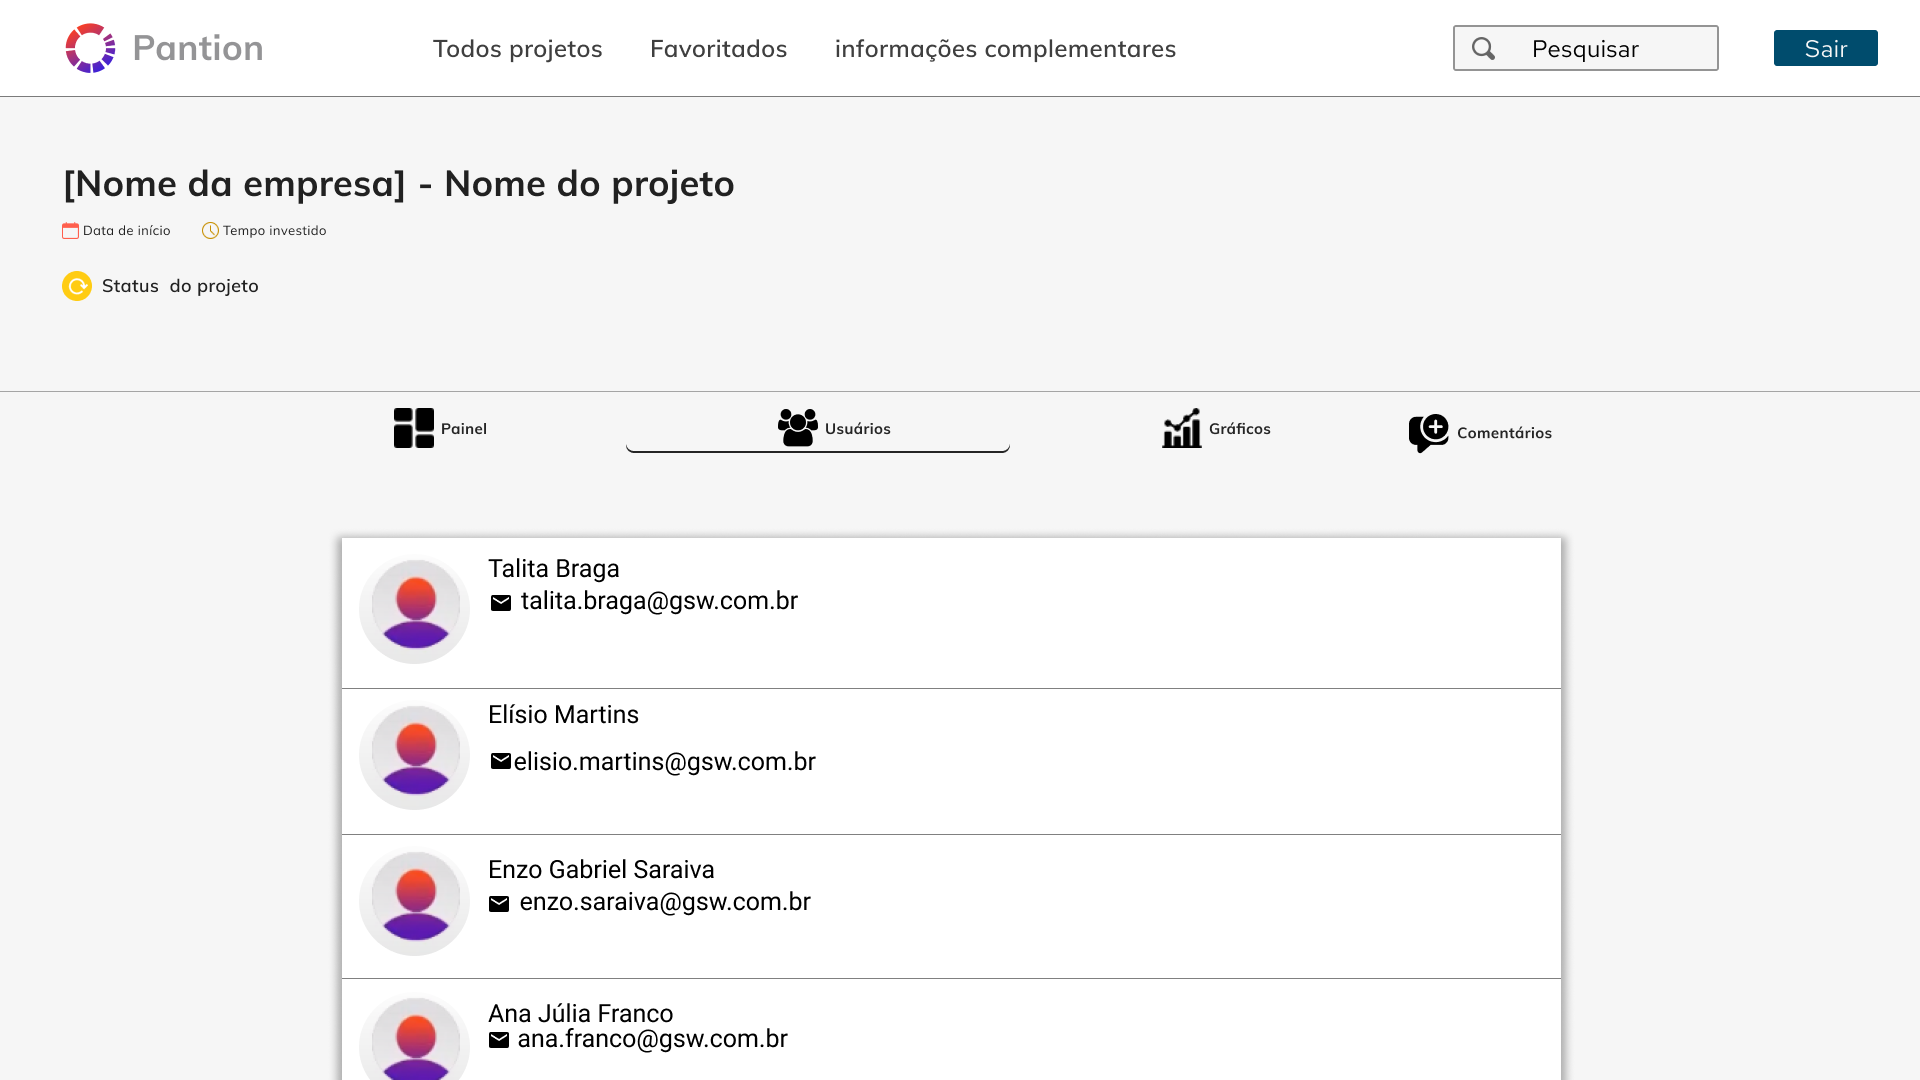 Pantion
Todos projetos
Favoritados
informações complementares
Pesquisar
Sair
[Nome da empresa] - Nome do projeto
Data de início
Tempo investido
Status do projeto
Painel
Usuários
Gráficos
Comentários
Talita Braga
talita.braga@gsw.com.br
Elísio Martins
elisio.martins@gsw.com.br
Enzo Gabriel Saraiva
enzo.saraiva@gsw.com.br
Ana Júlia Franco
ana.franco@gsw.com.br